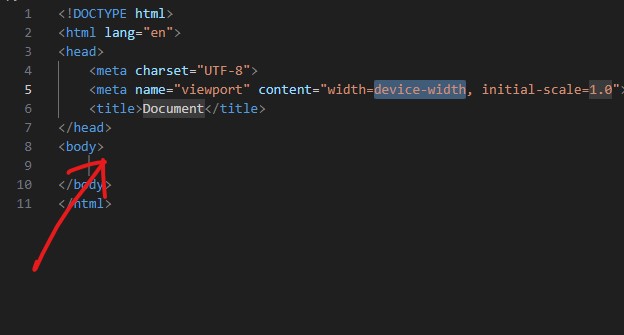 1 <!DOCTYPE html>
2 <html lang="en">
3 <head>
4     <meta charset="UTF-8">
5     <meta name="viewport" content="width=device-width, initial-scale=1.0">
6     <title>Document</title>
7 </head>
8 <body>
9
10 </body>
11 </html>